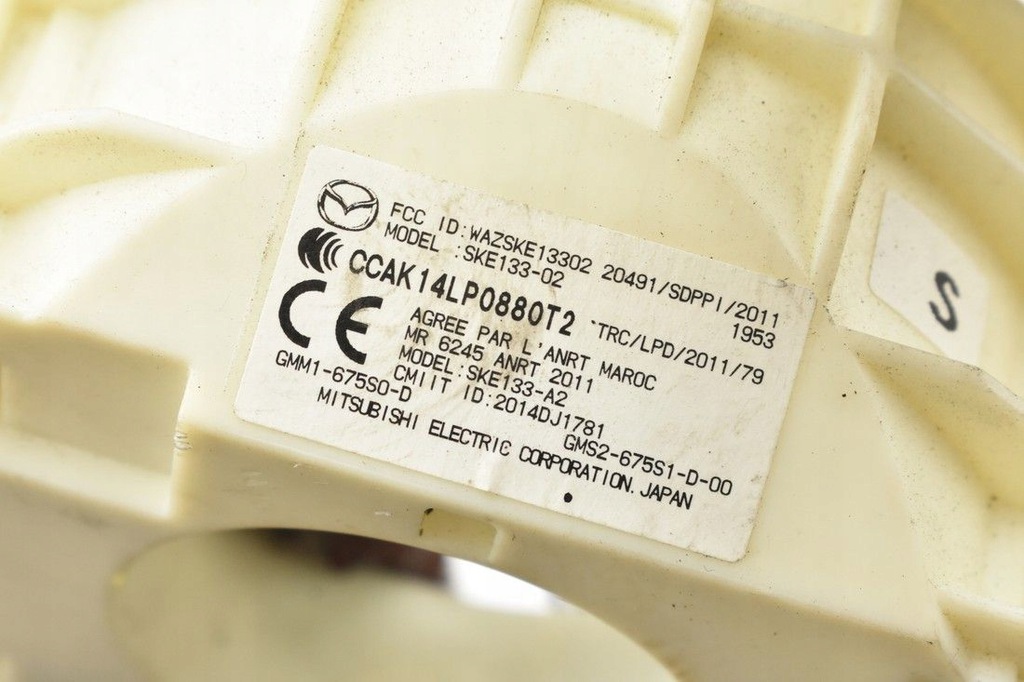 FCC ID:WAZSKE13302 20491/SDPPI/2011
MODEL :SKE133-02 1953
CCAK14LP0880T2 TRC/LPD/2011/79
CE AGREE PAR L'ANRT MAROC
MR 6245 ANRT 2011
MODEL:SKE133-A2
CMIIT ID:2014DJ1781
GMM1-675S0-D GMS2-675S1-D-00
MITSUBISHI ELECTRIC CORPORATION.JAPAN
S